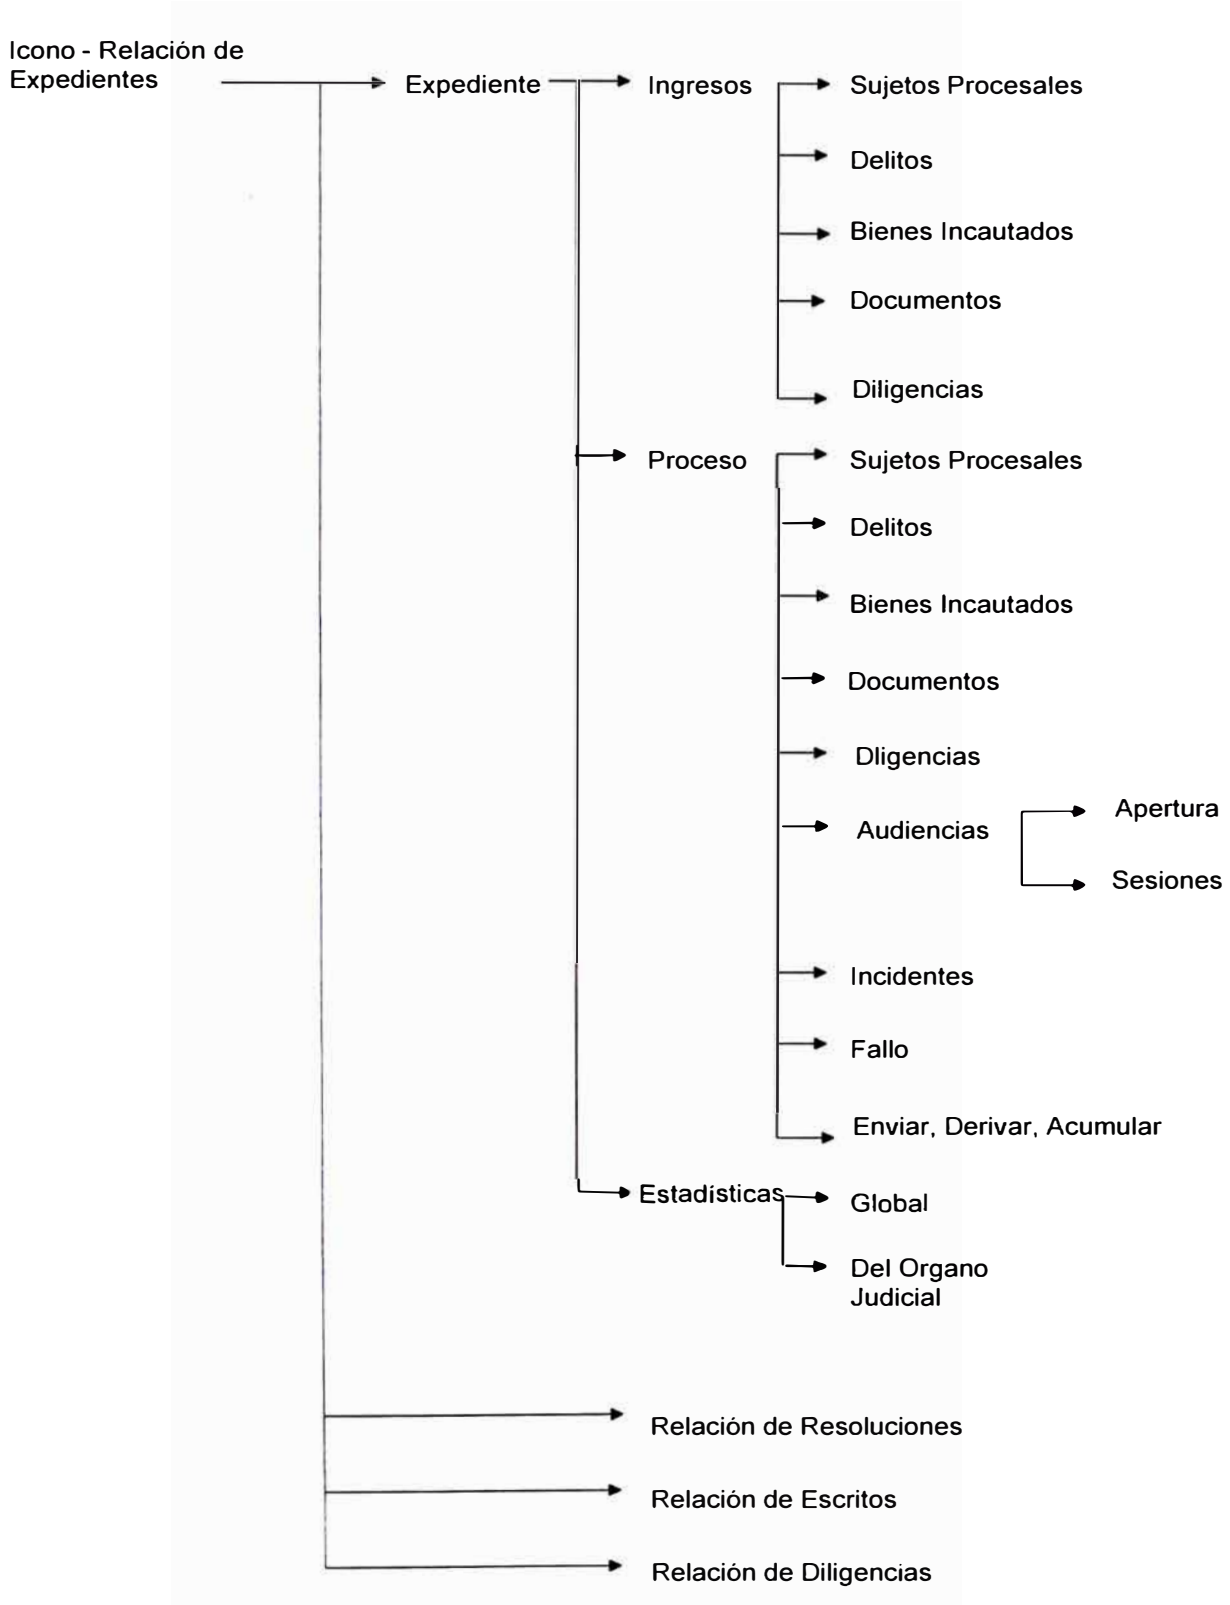 Icono - Relación de
Expedientes
Expediente
Ingresos
Sujetos Procesales
Delitos
Bienes Incautados
Documentos
Diligencias
Proceso
Sujetos Procesales
Delitos
Bienes Incautados
Documentos
Dligencias
Audiencias
Apertura
Sesiones
Incidentes
Fallo
Enviar, Derivar, Acumular
Estadísticas
Global
Del Organo
Judicial
Relación de Resoluciones
Relación de Escritos
Relación de Diligencias